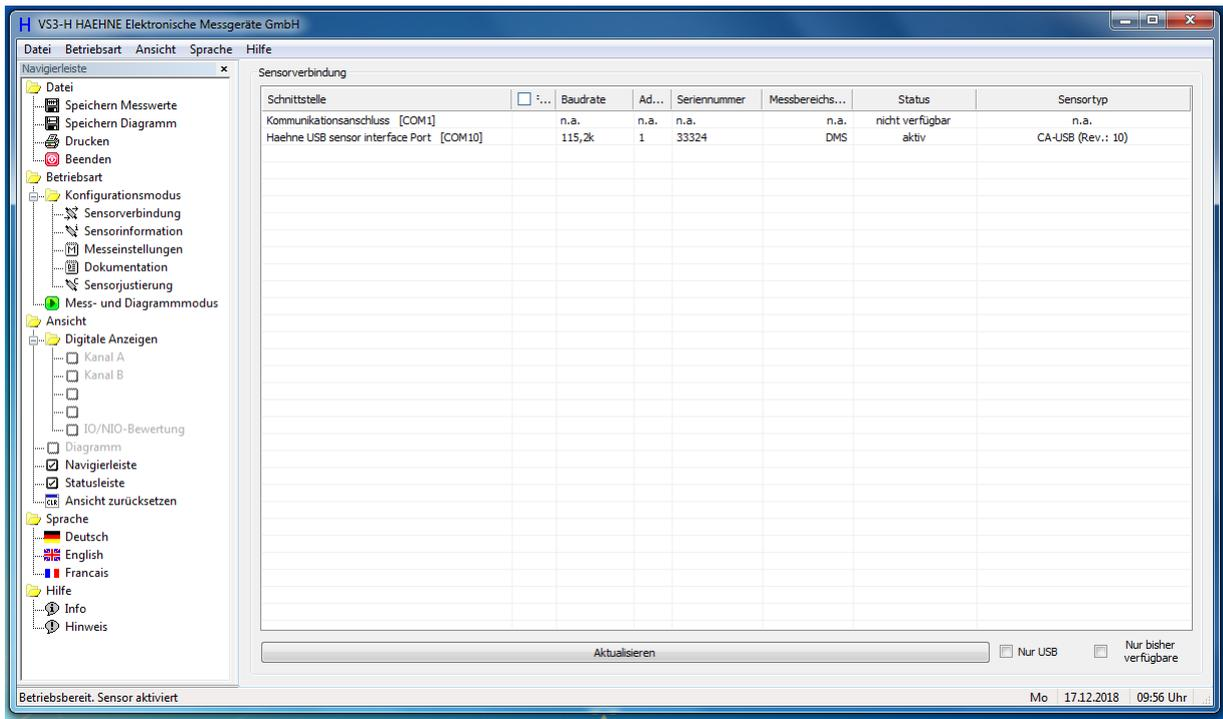 VS3-H HAEHNE Elektronische Messgeräte GmbH
Datei Betriebsart Ansicht Sprache Hilfe
Navigierleiste
Datei
Speichern Messwerte
Speichern Diagramm
Drucken
Beenden
Betriebsart
Konfigurationsmodus
Sensorverbindung
Sensorinformation
Messeinstellungen
Dokumentation
Sensorjustierung
Mess- und Diagrammmodus
Ansicht
Digitale Anzeigen
Kanal A
Kanal B
IO/NIO-Bewertung
Diagramm
Navigierleiste
Statusleiste
Ansicht zurücksetzen
Sprache
Deutsch
English
Francais
Hilfe
Info
Hinweis
Sensorverbindung
Schnittstelle :... Baudrate Ad... Seriennummer Messbereichs... Status Sensortyp
Kommunikationsanschluss [COM1] n.a. n.a. n.a. n.a. nicht verfügbar n.a.
Haehne USB sensor interface Port [COM10] 115,2k 1 33324 DMS aktiv CA-USB (Rev.: 10)
Aktualisieren
Nur USB
Nur bisher
verfügbare
Betriebsbereit. Sensor aktiviert
Mo 17.12.2018 09:56 Uhr